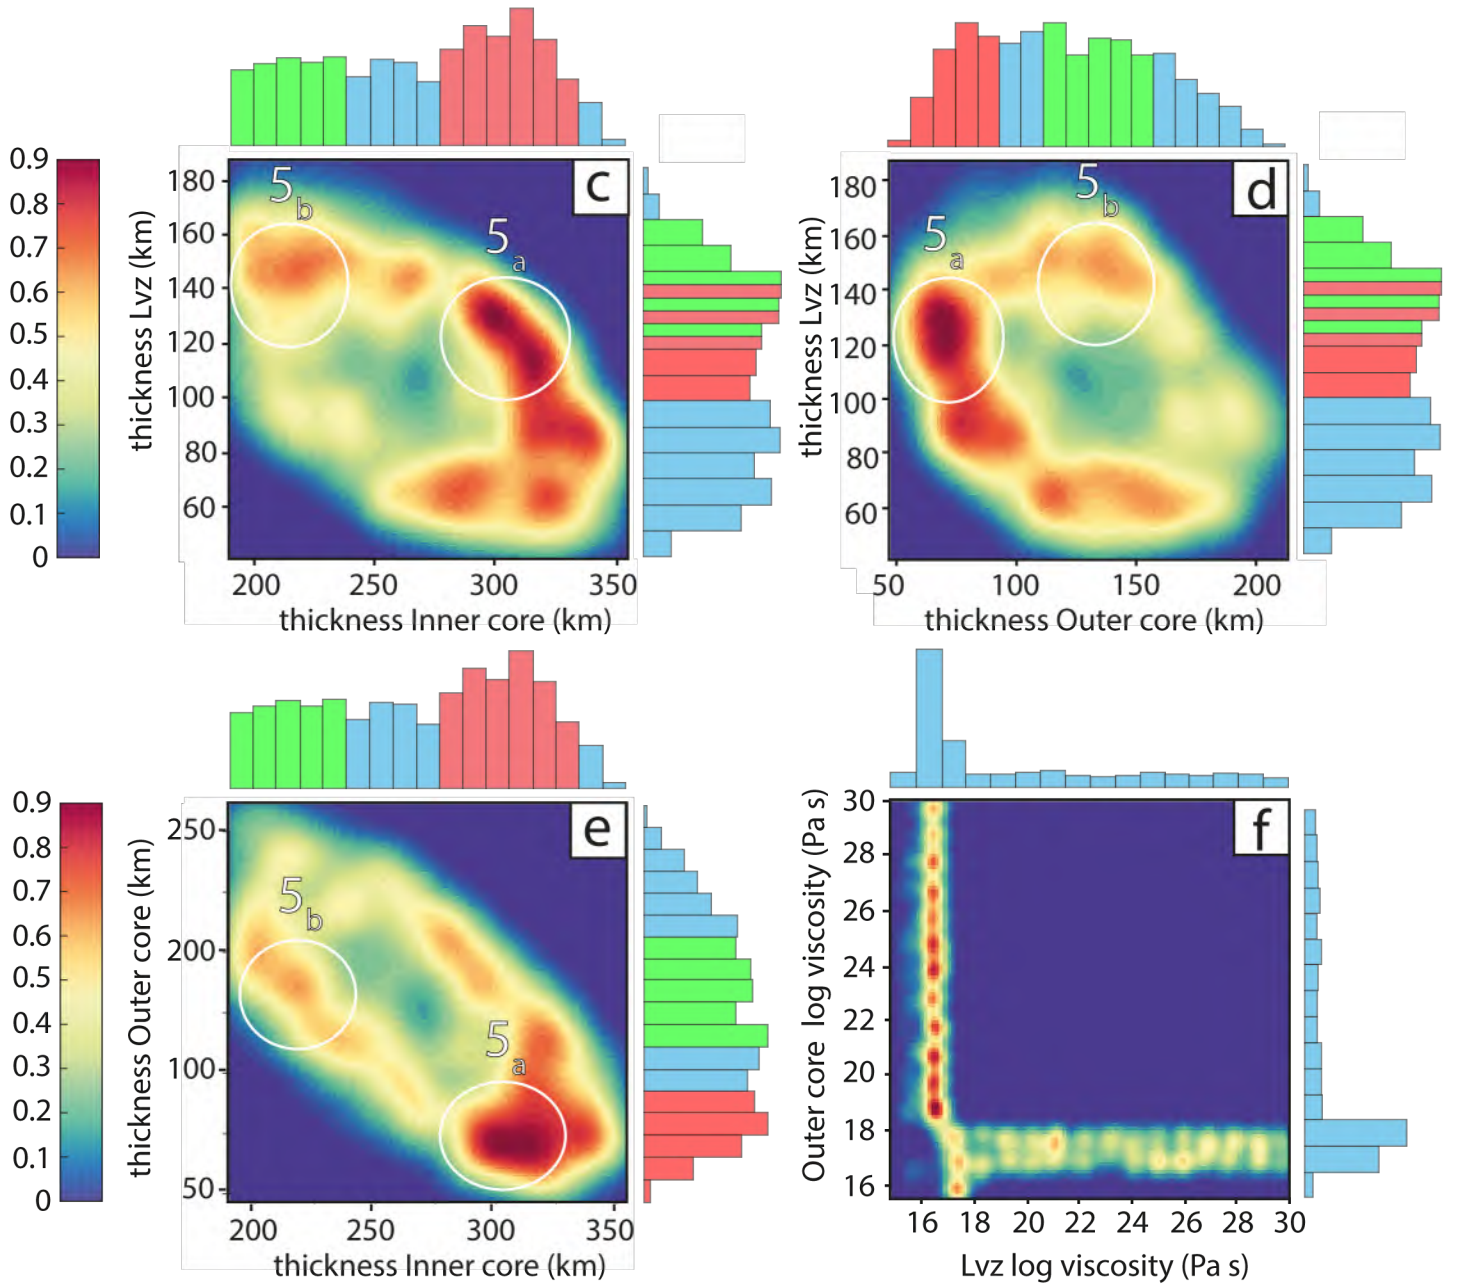 0.9
0.8
0.7
0.6
0.5
0.4
0.3
0.2
0.1
0
thickness Lvz (km)
180
160
140
120
100
80
60
5b
5a
c
200 250 300 350
thickness Inner core (km)
thickness Lvz (km)
180
160
140
120
100
80
60
5a
5b
d
50 100 150 200
thickness Outer core (km)
0.9
0.8
0.7
0.6
0.5
0.4
0.3
0.2
0.1
0
thickness Outer core (km)
250
200
100
50
5b
5a
e
200 250 300 350
thickness Inner core (km)
Outer core log viscosity (Pa s)
30
28
26
24
22
20
18
16
f
16 18 20 22 24 26 28 30
Lvz log viscosity (Pa s)